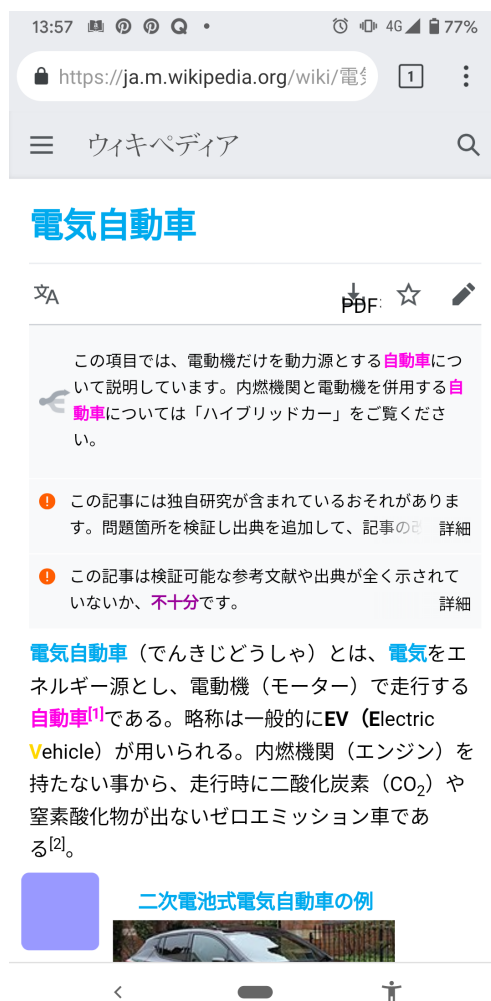 13:57 4G 77%
https://ja.m.wikipedia.org/wiki/電気 1
ウィキペディア
電気自動車
文A PDF
この項目では、電動機だけを動力源とする自動車につ
いて説明しています。内燃機関と電動機を併用する自
動車については「ハイブリッドカー」をご覧くださ
い。
この記事には独自研究が含まれているおそれがありま
す。問題箇所を検証し出典を追加して、記事の 詳細
この記事は検証可能な参考文献や出典が全く示されて
いないか、不十分です。 詳細
電気自動車（でんきじどうしゃ）とは、電気をエ
ネルギー源とし、電動機（モーター）で走行する
自動車[1]である。略称は一般的にEV（Electric
Vehicle）が用いられる。内燃機関（エンジン）を
持たない事から、走行時に二酸化炭素（CO₂）や
窒素酸化物が出ないゼロエミッション車であ
る[2]。
二次電池式電気自動車の例